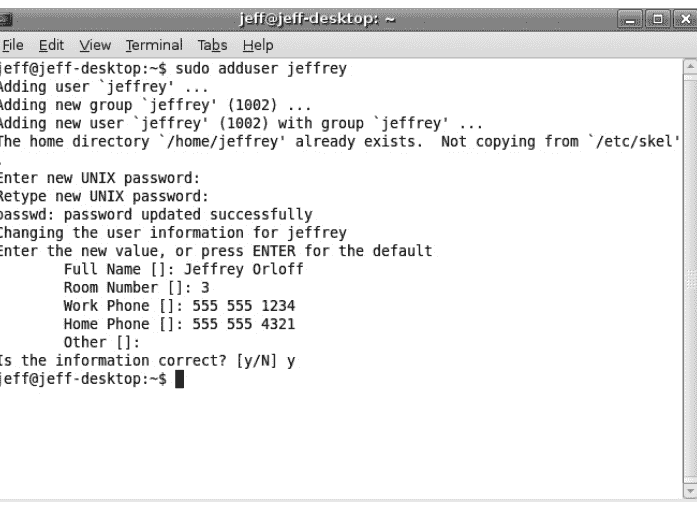 jeff@jeff-desktop: ~
File Edit View Terminal Tabs Help
jeff@jeff-desktop:~$ sudo adduser jeffrey
Adding user `jeffrey' ...
Adding new group `jeffrey' (1002) ...
Adding new user `jeffrey' (1002) with group `jeffrey' ...
The home directory `/home/jeffrey' already exists.  Not copying from `/etc/skel'
.
Enter new UNIX password:
Retype new UNIX password:
passwd: password updated successfully
Changing the user information for jeffrey
Enter the new value, or press ENTER for the default
Full Name []: Jeffrey Orloff
Room Number []: 3
Work Phone []: 555 555 1234
Home Phone []: 555 555 4321
Other []:
Is the information correct? [y/N] y
jeff@jeff-desktop:~$